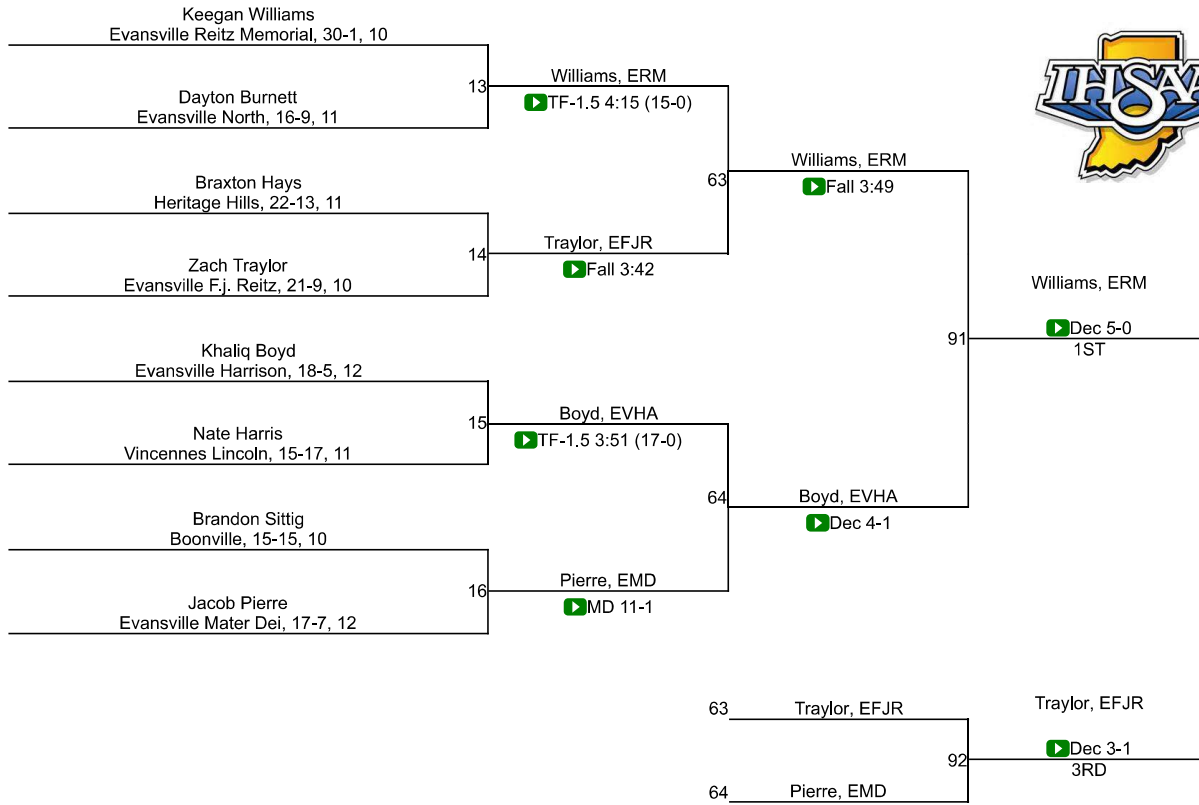 Keegan Williams
Evansville Reitz Memorial, 30-1, 10
13
Williams, ERM
TF-1.5 4:15 (15-0)
Dayton Burnett
Evansville North, 16-9, 11
IHSAA
63
Williams, ERM
Fall 3:49
Braxton Hays
Heritage Hills, 22-13, 11
14
Traylor, EFJR
Fall 3:42
Zach Traylor
Evansville F.j. Reitz, 21-9, 10
91
Williams, ERM
Dec 5-0
1ST
Khaliq Boyd
Evansville Harrison, 18-5, 12
15
Boyd, EVHA
TF-1.5 3:51 (17-0)
Nate Harris
Vincennes Lincoln, 15-17, 11
64
Boyd, EVHA
Dec 4-1
Brandon Sittig
Boonville, 15-15, 10
16
Pierre, EMD
MD 11-1
Jacob Pierre
Evansville Mater Dei, 17-7, 12
63
Traylor, EFJR
92
Traylor, EFJR
Dec 3-1
3RD
64
Pierre, EMD